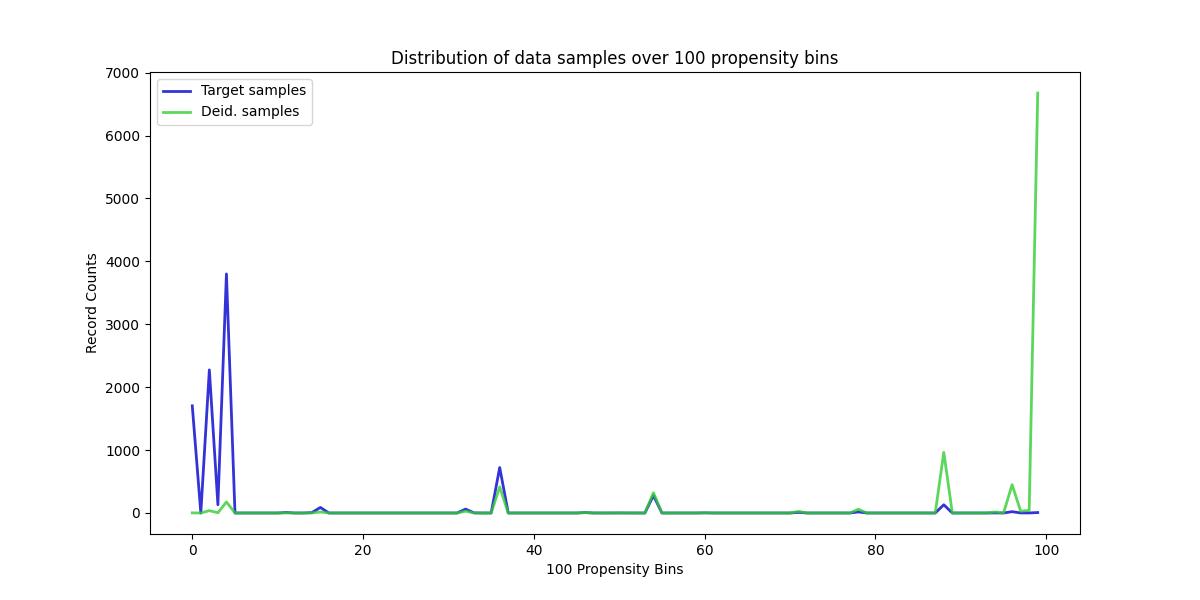 Distribution of data samples over 100 propensity bins
Target samples
Deid. samples
Record Counts
7000
6000
5000
4000
3000
2000
1000
0
0 20 40 60 80 100
100 Propensity Bins